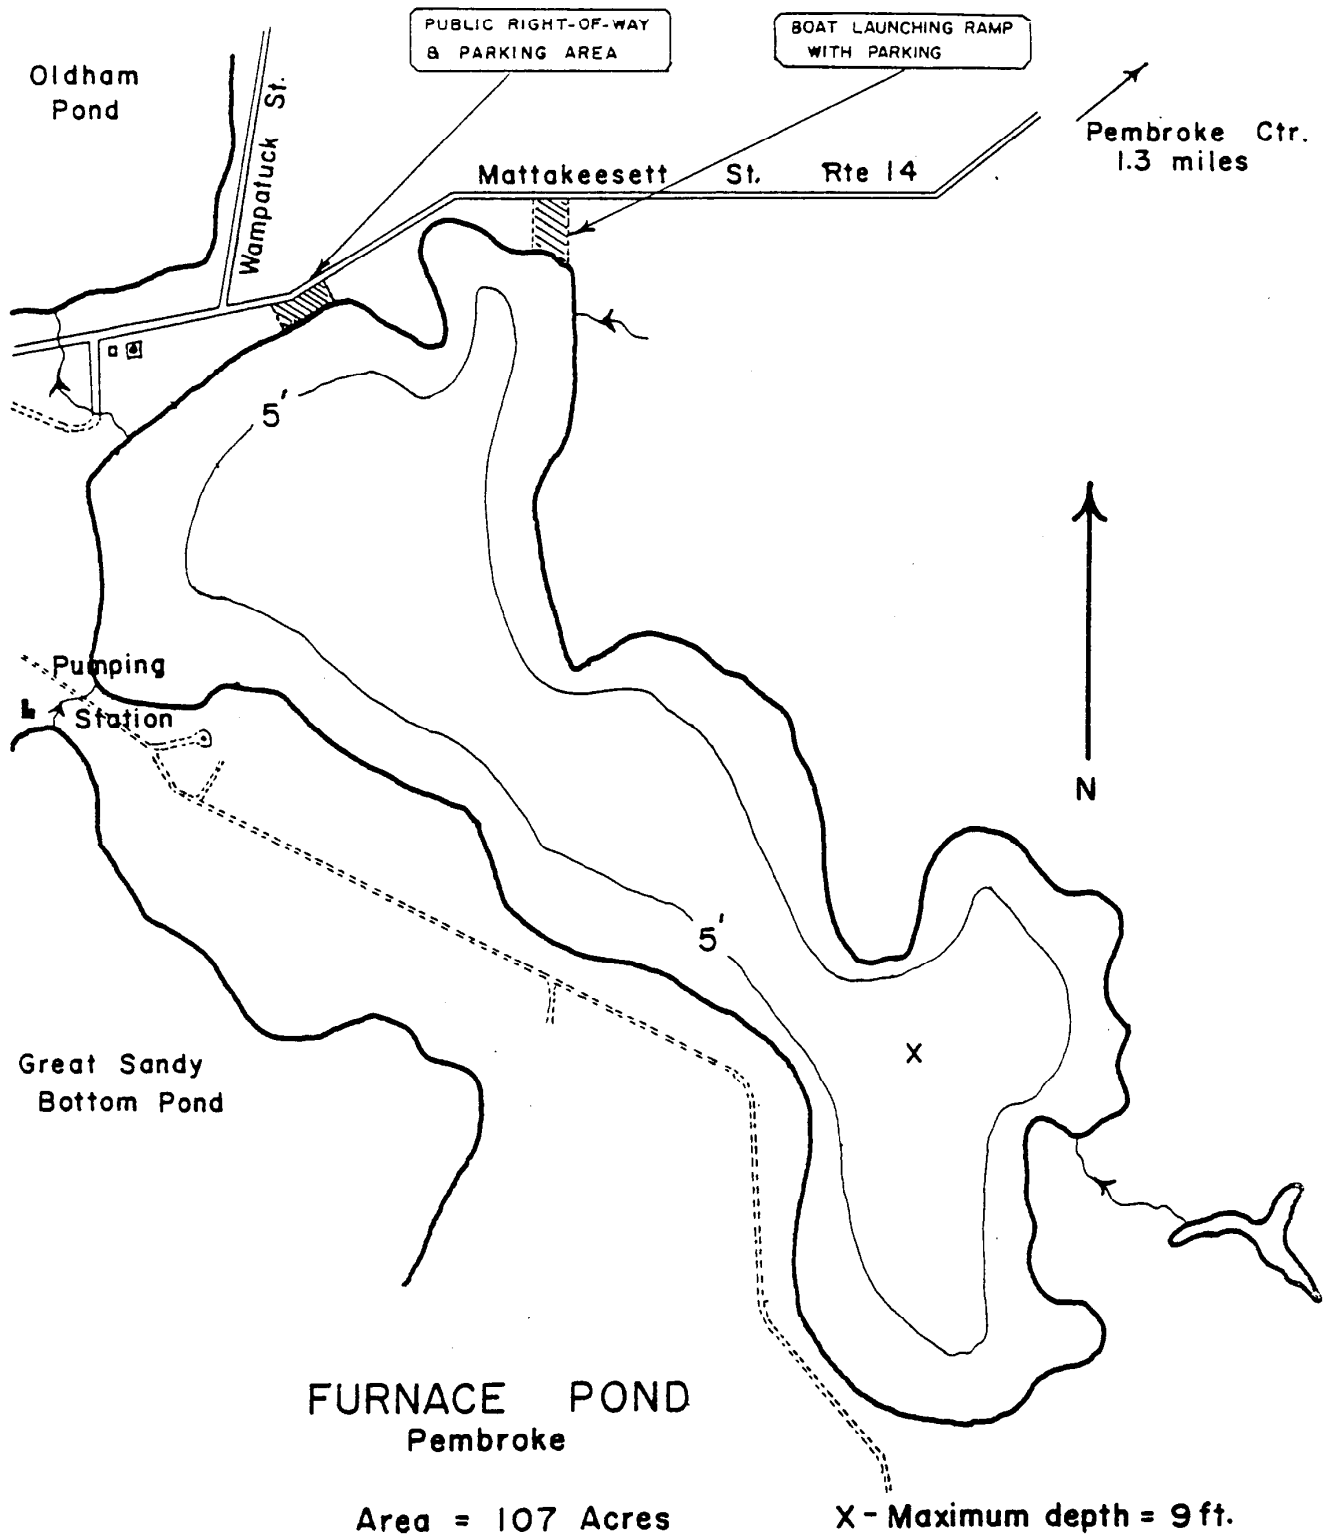 PUBLIC RIGHT-OF-WAY
& PARKING AREA
BOAT LAUNCHING RAMP
WITH PARKING
Oldham
Pond
Wampatuck St.
Mattakeesett St. Rte 14
Pembroke Ctr.
1.3 miles
5'
Pumping
Station
N
5'
X
Great Sandy
Bottom Pond
FURNACE POND
Pembroke
Area = 107 Acres
X - Maximum depth = 9 ft.